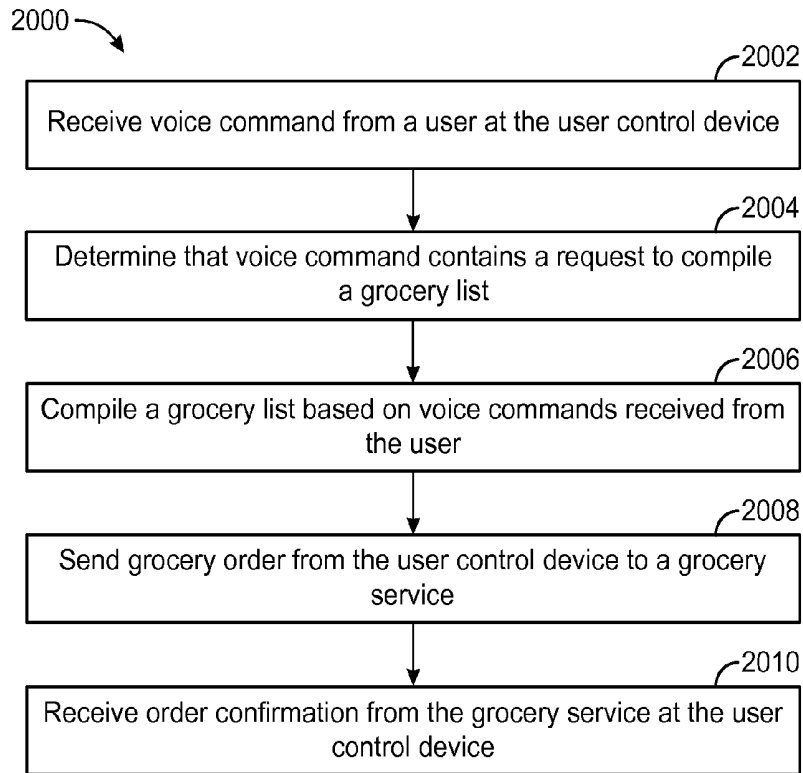 2000
2002
Receive voice command from a user at the user control device
2004
Determine that voice command contains a request to compile
a grocery list
2006
Compile a grocery list based on voice commands received from
the user
2008
Send grocery order from the user control device to a grocery
service
2010
Receive order confirmation from the grocery service at the user
control device